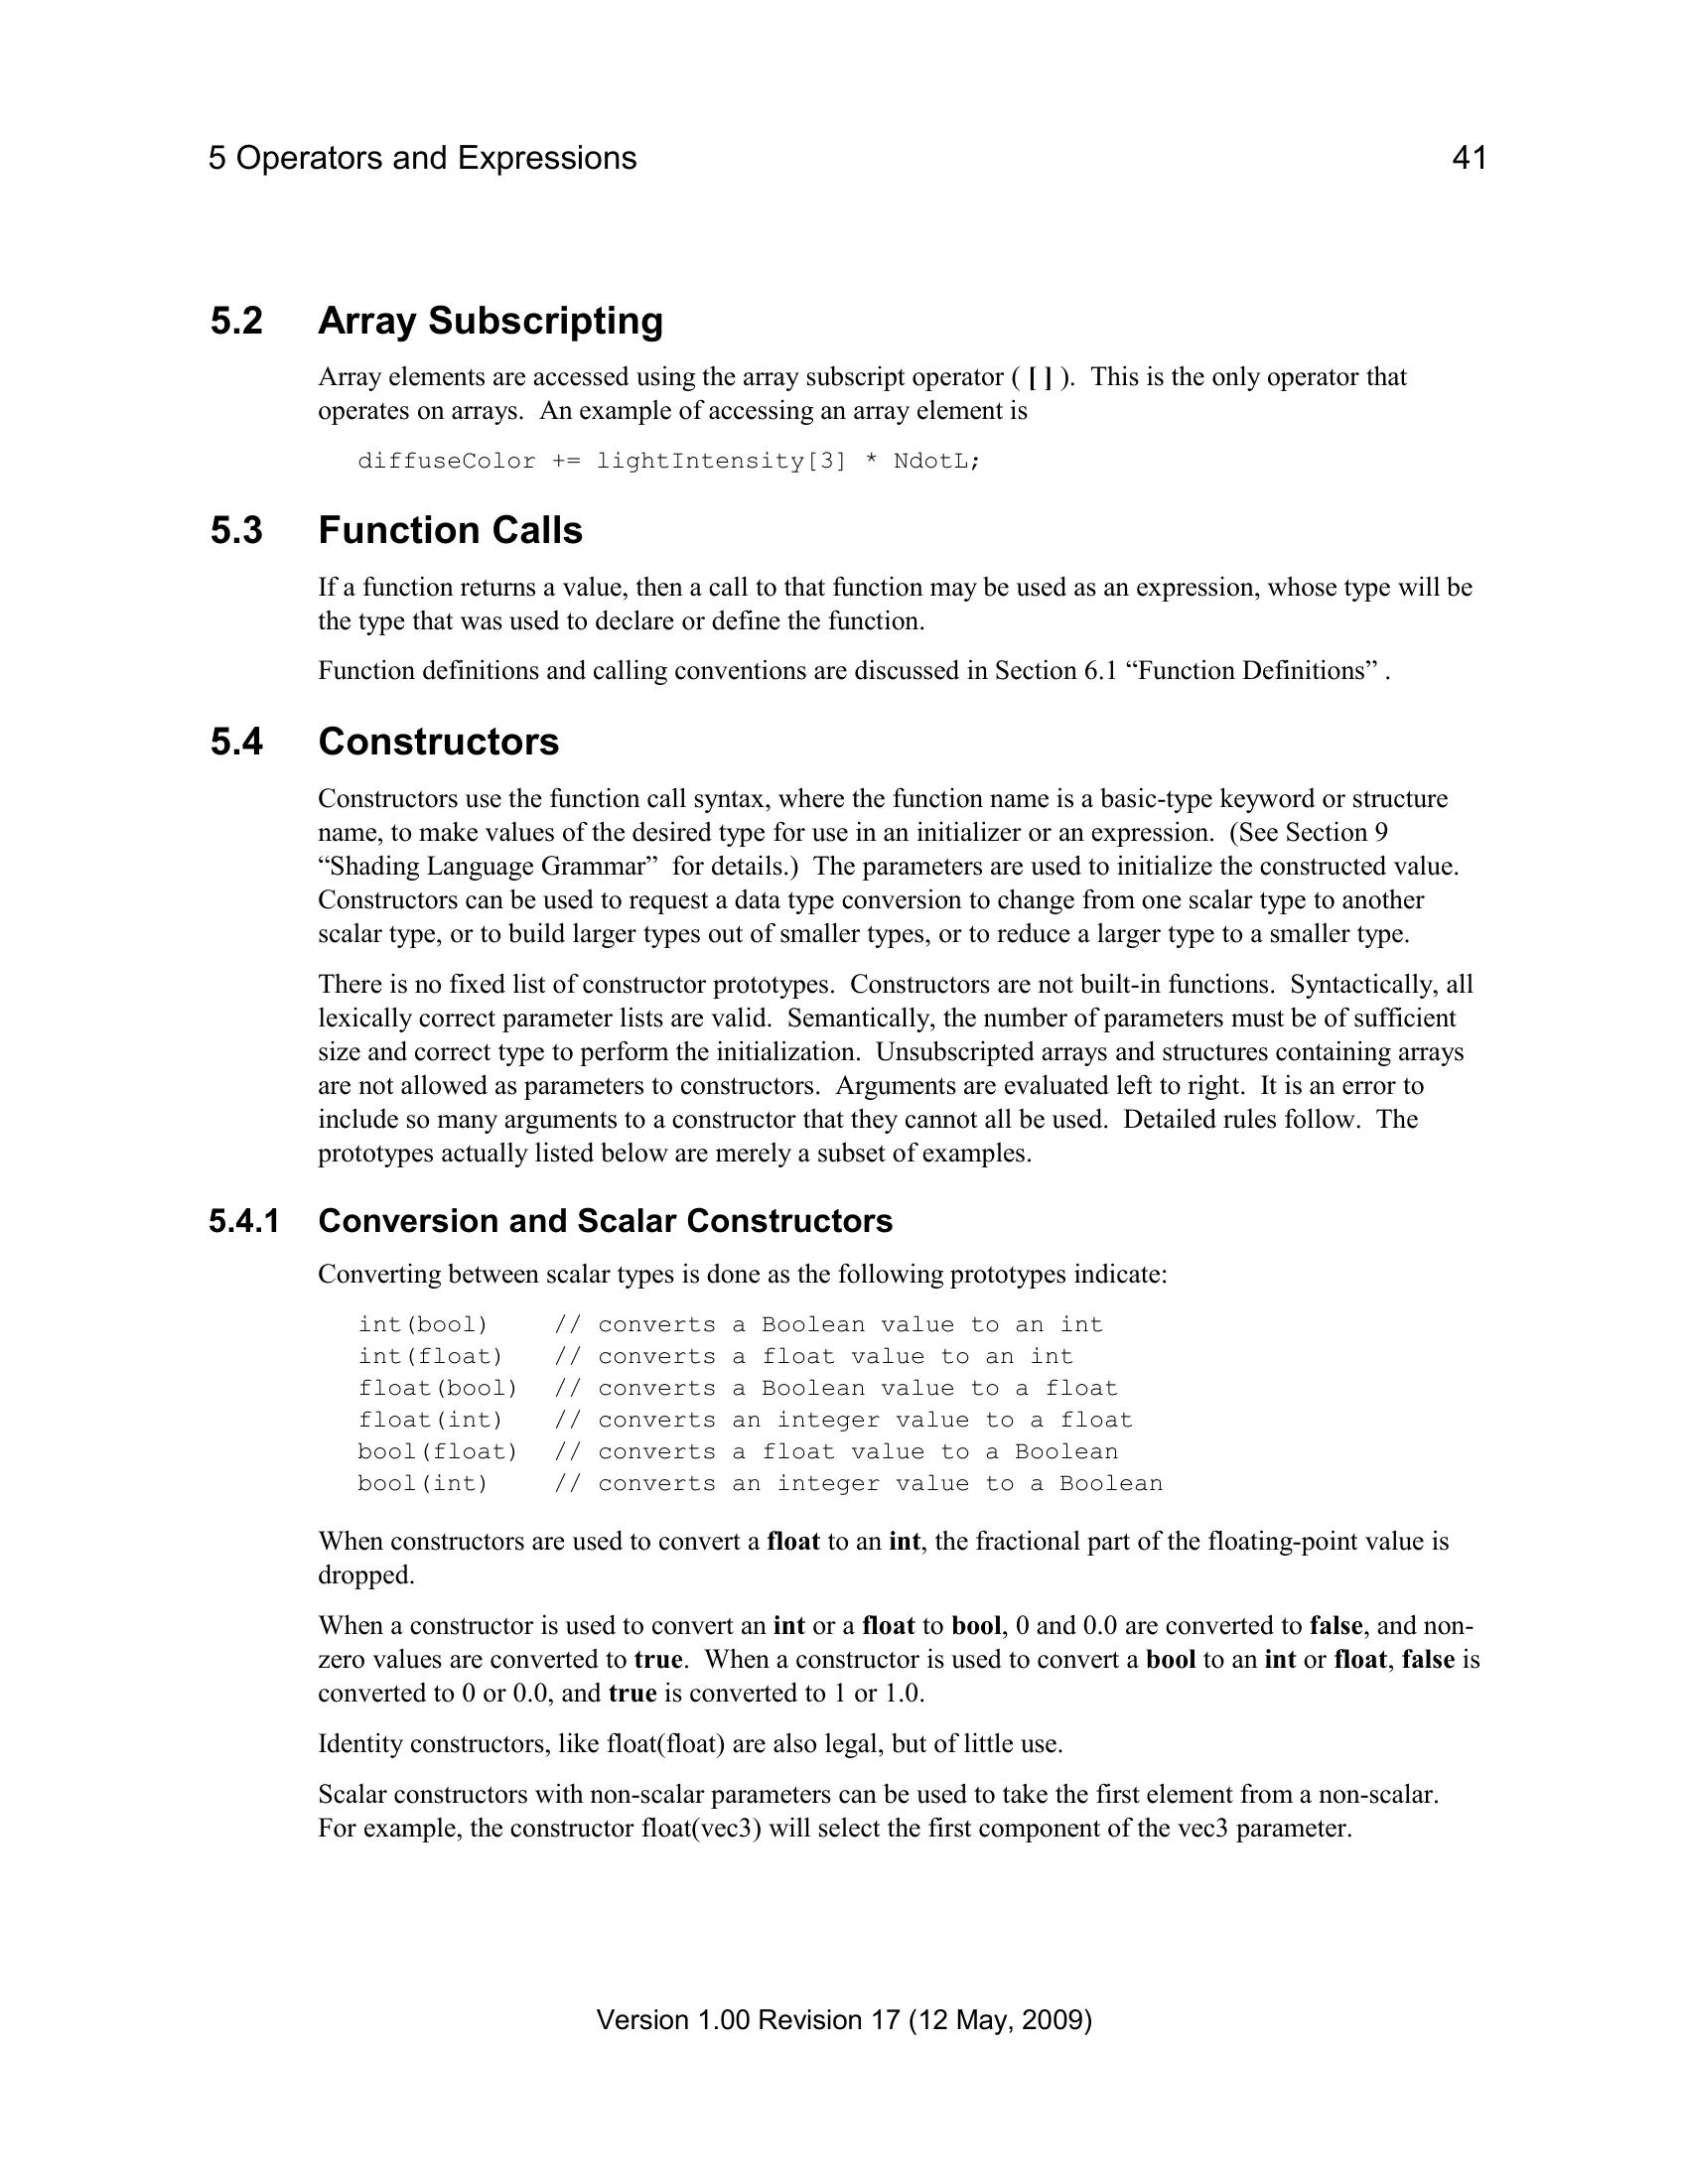 5 Operators and Expressions 41
5.2 Array Subscripting
Array elements are accessed using the array subscript operator ( [ ] ). This is the only operator that
operates on arrays. An example of accessing an array element is
diffuseColor += lightIntensity[3] * NdotL;
5.3 Function Calls
If a function returns a value, then a call to that function may be used as an expression, whose type will be
the type that was used to declare or define the function.
Function definitions and calling conventions are discussed in Section 6.1 “Function Definitions” .
5.4 Constructors
Constructors use the function call syntax, where the function name is a basic-type keyword or structure
name, to make values of the desired type for use in an initializer or an expression. (See Section 9
“Shading Language Grammar” for details.) The parameters are used to initialize the constructed value.
Constructors can be used to request a data type conversion to change from one scalar type to another
scalar type, or to build larger types out of smaller types, or to reduce a larger type to a smaller type.
There is no fixed list of constructor prototypes. Constructors are not built-in functions. Syntactically, all
lexically correct parameter lists are valid. Semantically, the number of parameters must be of sufficient
size and correct type to perform the initialization. Unsubscripted arrays and structures containing arrays
are not allowed as parameters to constructors. Arguments are evaluated left to right. It is an error to
include so many arguments to a constructor that they cannot all be used. Detailed rules follow. The
prototypes actually listed below are merely a subset of examples.
5.4.1 Conversion and Scalar Constructors
Converting between scalar types is done as the following prototypes indicate:
int(bool) // converts a Boolean value to an int
int(float) // converts a float value to an int
float(bool) // converts a Boolean value to a float
float(int) // converts an integer value to a float
bool(float) // converts a float value to a Boolean
bool(int) // converts an integer value to a Boolean
When constructors are used to convert a float to an int, the fractional part of the floating-point value is
dropped.
When a constructor is used to convert an int or a float to bool, 0 and 0.0 are converted to false, and non-
zero values are converted to true. When a constructor is used to convert a bool to an int or float, false is
converted to 0 or 0.0, and true is converted to 1 or 1.0.
Identity constructors, like float(float) are also legal, but of little use.
Scalar constructors with non-scalar parameters can be used to take the first element from a non-scalar.
For example, the constructor float(vec3) will select the first component of the vec3 parameter.
Version 1.00 Revision 17 (12 May, 2009)